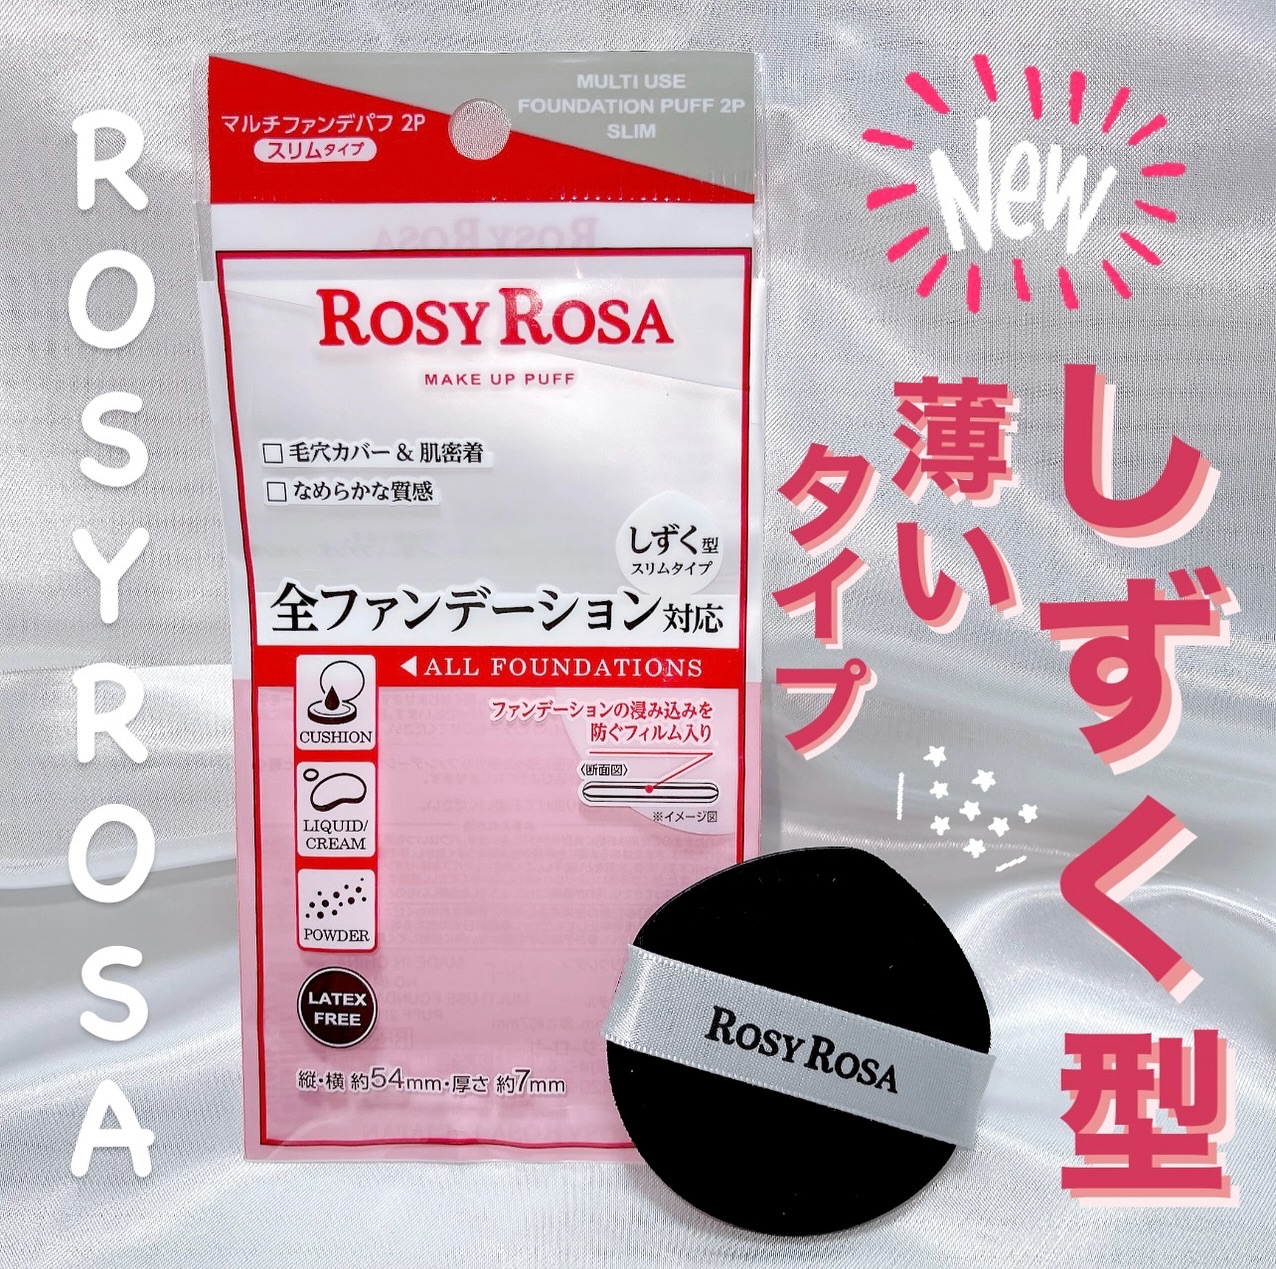 ROSYROSA
マルチファンデパフ 2P
スリムタイプ
MULTI USE
FOUNDATION PUFF 2P
SLIM
ROSY ROSA
MAKE UP PUFF
□ 毛穴カバー & 肌密着
□ なめらかな質感
しずく型
スリムタイプ
全ファンデーション対応
◀ALL FOUNDATIONS
CUSHION
LIQUID/
CREAM
POWDER
LATEX
FREE
ファンデーションの浸み込みを
防ぐフィルム入り
〈断面図〉
※イメージ図
縦・横 約54mm・厚さ 約7mm
ROSY ROSA
New
しずく型
薄い
タイプ